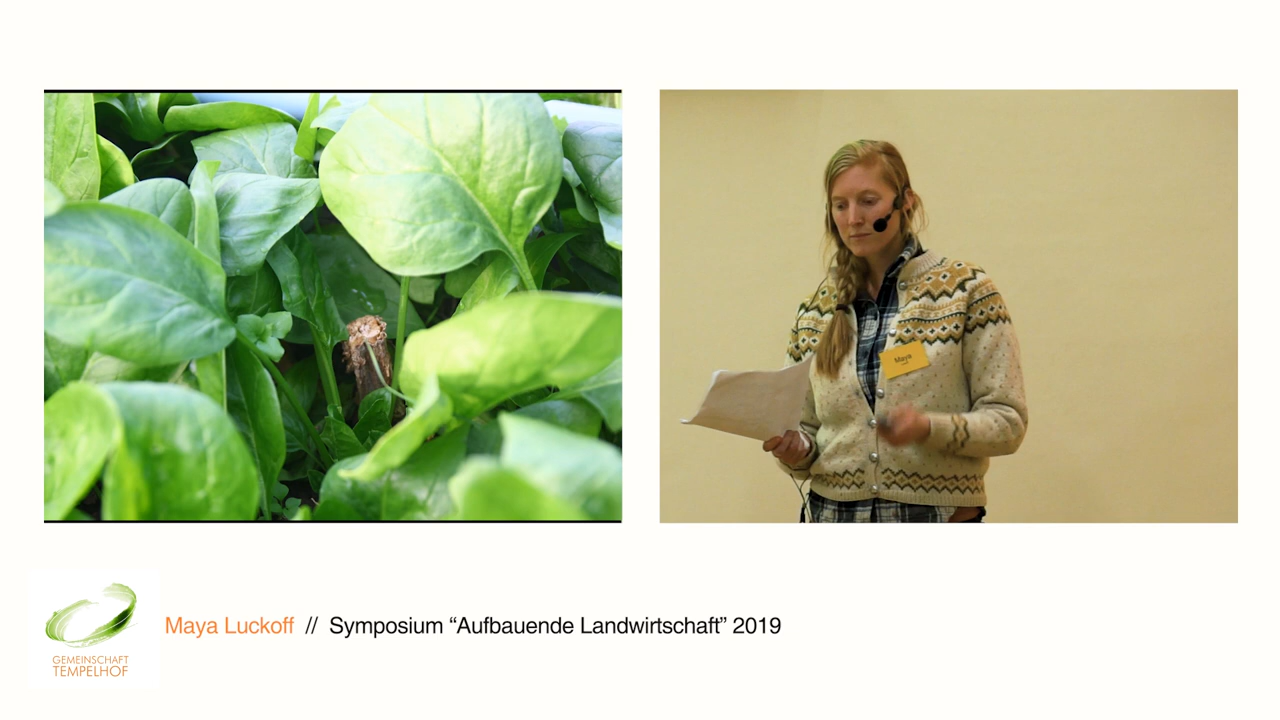 Maya
Maya Luckoff // Symposium “Aufbauende Landwirtschaft” 2019
GEMEINSCHAFT
TEMPELHOF